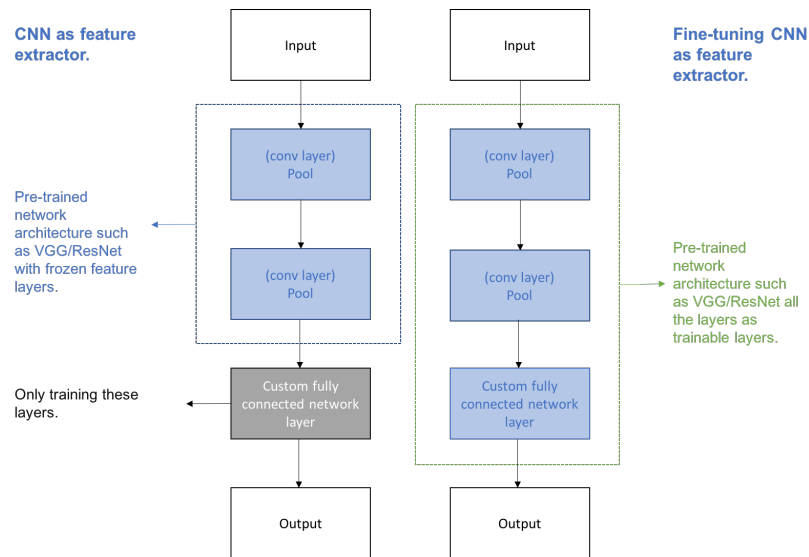 CNN as feature
extractor.
Input
(conv layer)
Pool
(conv layer)
Pool
Pre-trained
network
architecture such
as VGG/ResNet
with frozen feature
layers.
Custom fully
connected network
layer
Only training these
layers.
Output
Fine-tuning CNN
as feature
extractor.
Input
(conv layer)
Pool
(conv layer)
Pool
Custom fully
connected network
layer
Pre-trained
network
architecture such
as VGG/ResNet all
the layers as
trainable layers.
Output